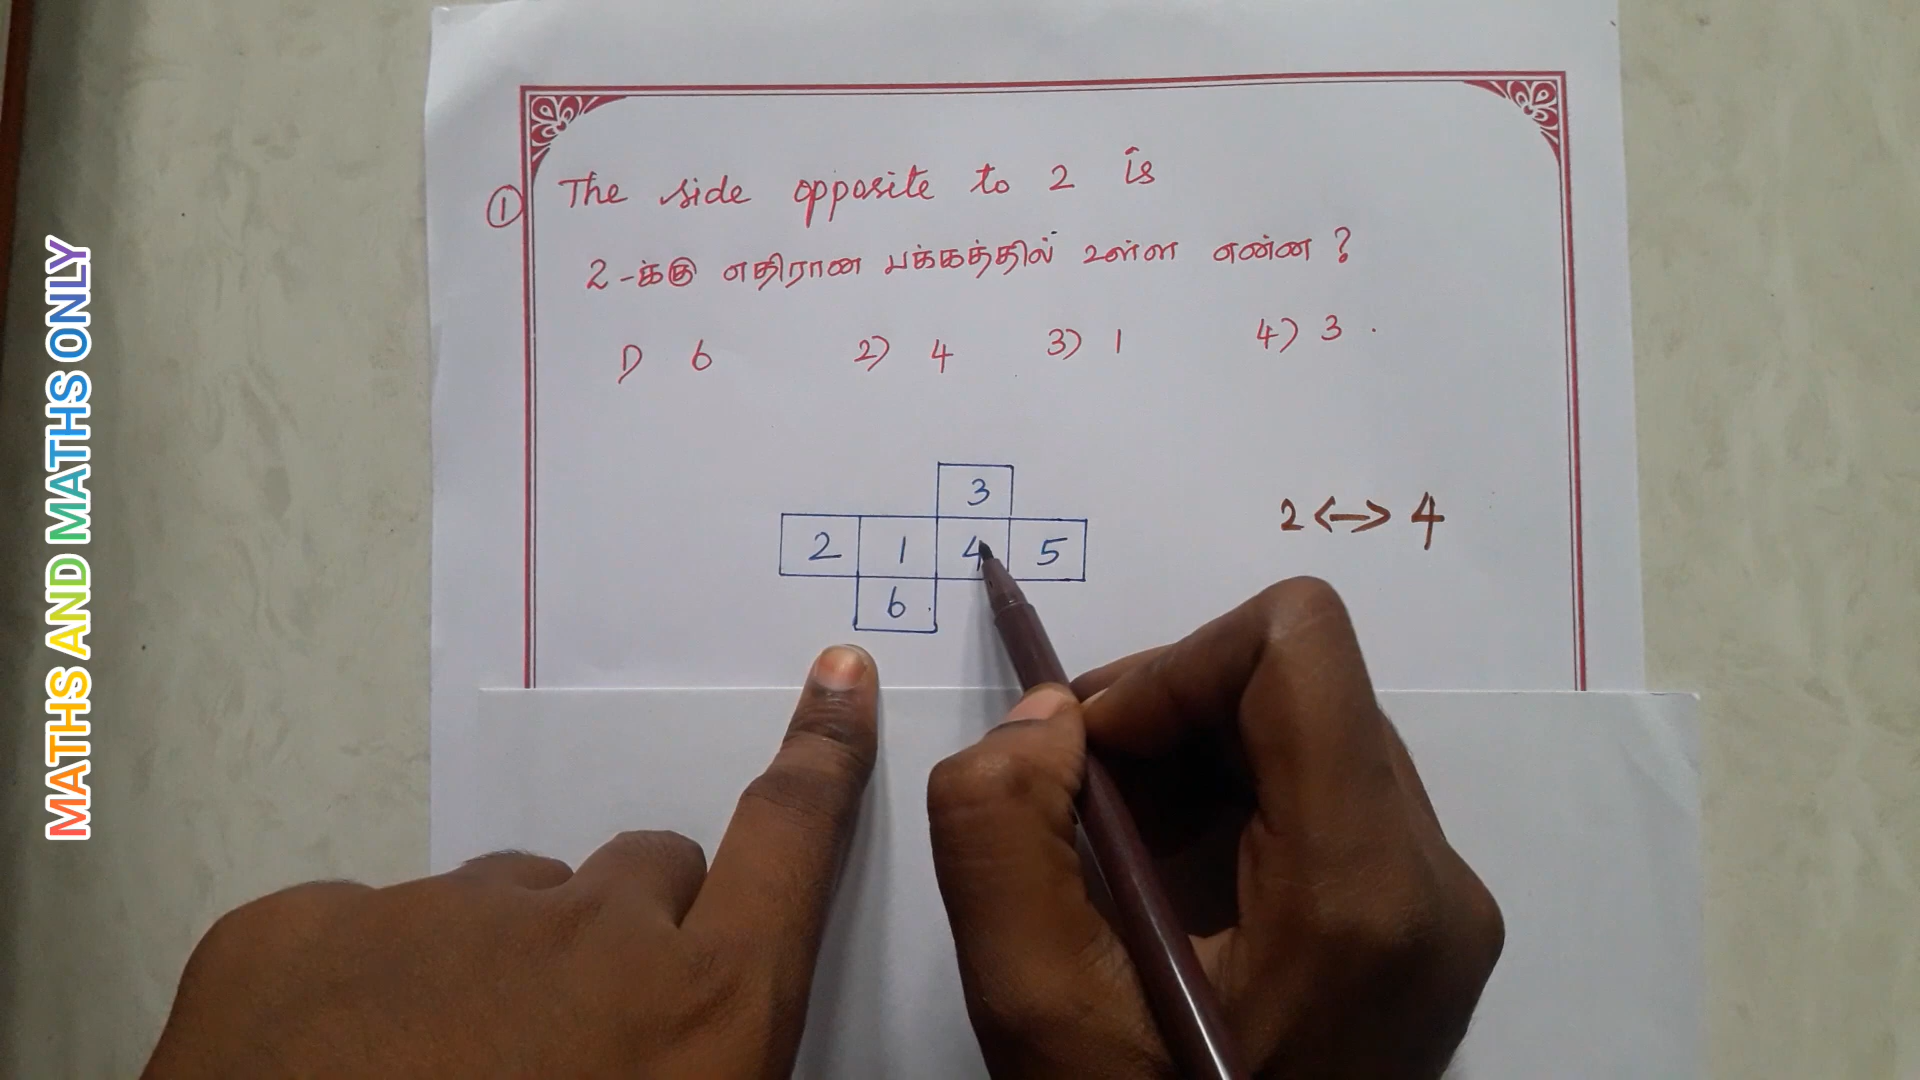 MATHS AND MATHS ONLY
① The side opposite to 2 is
2-க்கு எதிரான பக்கத்தில் உள்ள எண்ண ?
1) 6 2) 4 3) 1 4) 3 .
3
2 1 4 5
6
2 <-> 4